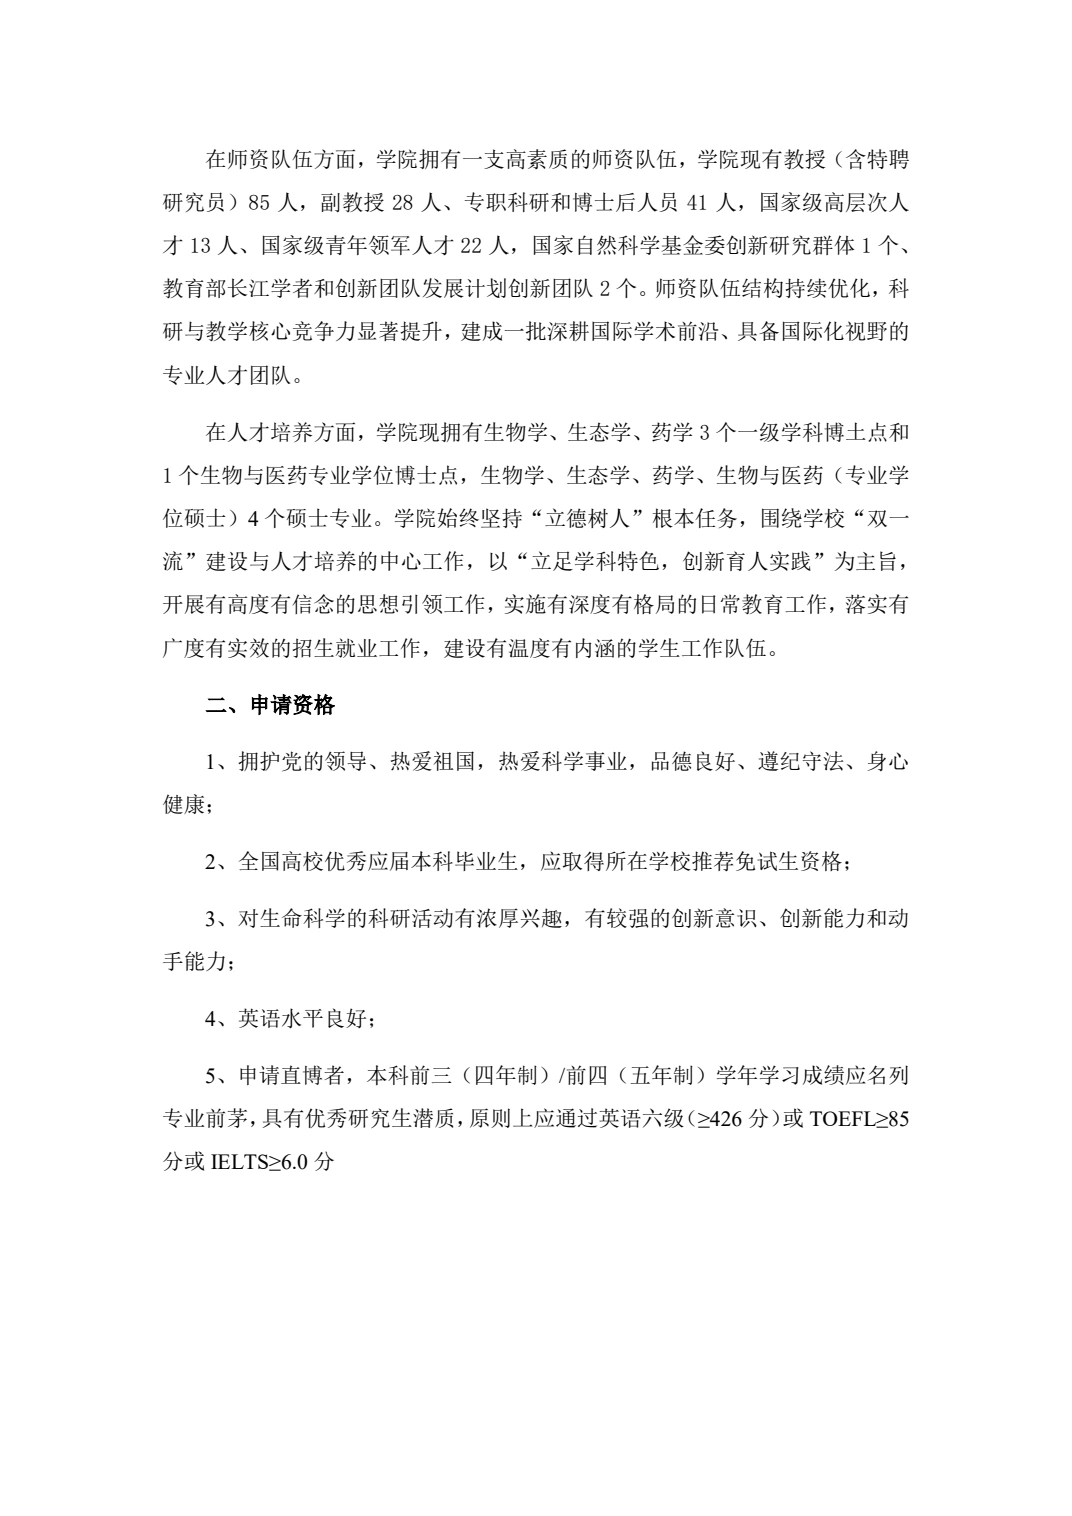 在师资队伍方面，学院拥有一支高素质的师资队伍，学院现有教授（含特聘
研究员）85 人，副教授 28 人、专职科研和博士后人员 41 人，国家级高层次人
才 13 人、国家级青年领军人才 22 人，国家自然科学基金委创新研究群体 1 个、
教育部长江学者和创新团队发展计划创新团队 2 个。师资队伍结构持续优化，科
研与教学核心竞争力显著提升，建成一批深耕国际学术前沿、具备国际化视野的
专业人才团队。
在人才培养方面，学院现拥有生物学、生态学、药学 3 个一级学科博士点和
1 个生物与医药专业学位博士点，生物学、生态学、药学、生物与医药（专业学
位硕士）4 个硕士专业。学院始终坚持“立德树人”根本任务，围绕学校“双一
流”建设与人才培养的中心工作，以“立足学科特色，创新育人实践”为主旨，
开展有高度有信念的思想引领工作，实施有深度有格局的日常教育工作，落实有
广度有实效的招生就业工作，建设有温度有内涵的学生工作队伍。
二、申请资格
1、拥护党的领导、热爱祖国，热爱科学事业，品德良好、遵纪守法、身心
健康；
2、全国高校优秀应届本科毕业生，应取得所在学校推荐免试生资格；
3、对生命科学的科研活动有浓厚兴趣，有较强的创新意识、创新能力和动
手能力；
4、英语水平良好；
5、申请直博者，本科前三（四年制）/前四（五年制）学年学习成绩应名列
专业前茅，具有优秀研究生潜质，原则上应通过英语六级（≥426 分）或 TOEFL≥85
分或 IELTS≥6.0 分